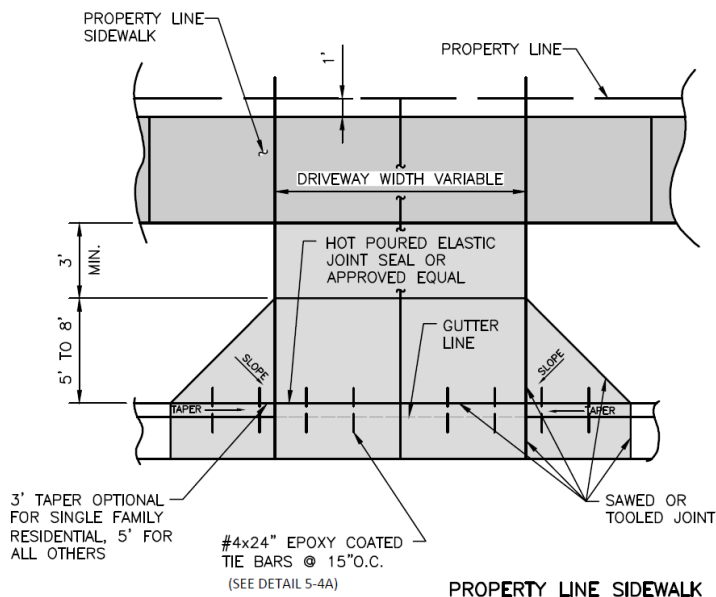 PROPERTY LINE
SIDEWALK
1'
PROPERTY LINE
DRIVEWAY WIDTH VARIABLE
3'
MIN.
HOT POURED ELASTIC
JOINT SEAL OR
APPROVED EQUAL
5' TO 8'
GUTTER
LINE
SLOPE
SLOPE
TAPER
TAPER
3' TAPER OPTIONAL
FOR SINGLE FAMILY
RESIDENTIAL, 5' FOR
ALL OTHERS
#4x24" EPOXY COATED
TIE BARS @ 15"O.C.
(SEE DETAIL 5-4A)
SAWED OR
TOOLED JOINT
PROPERTY LINE SIDEWALK